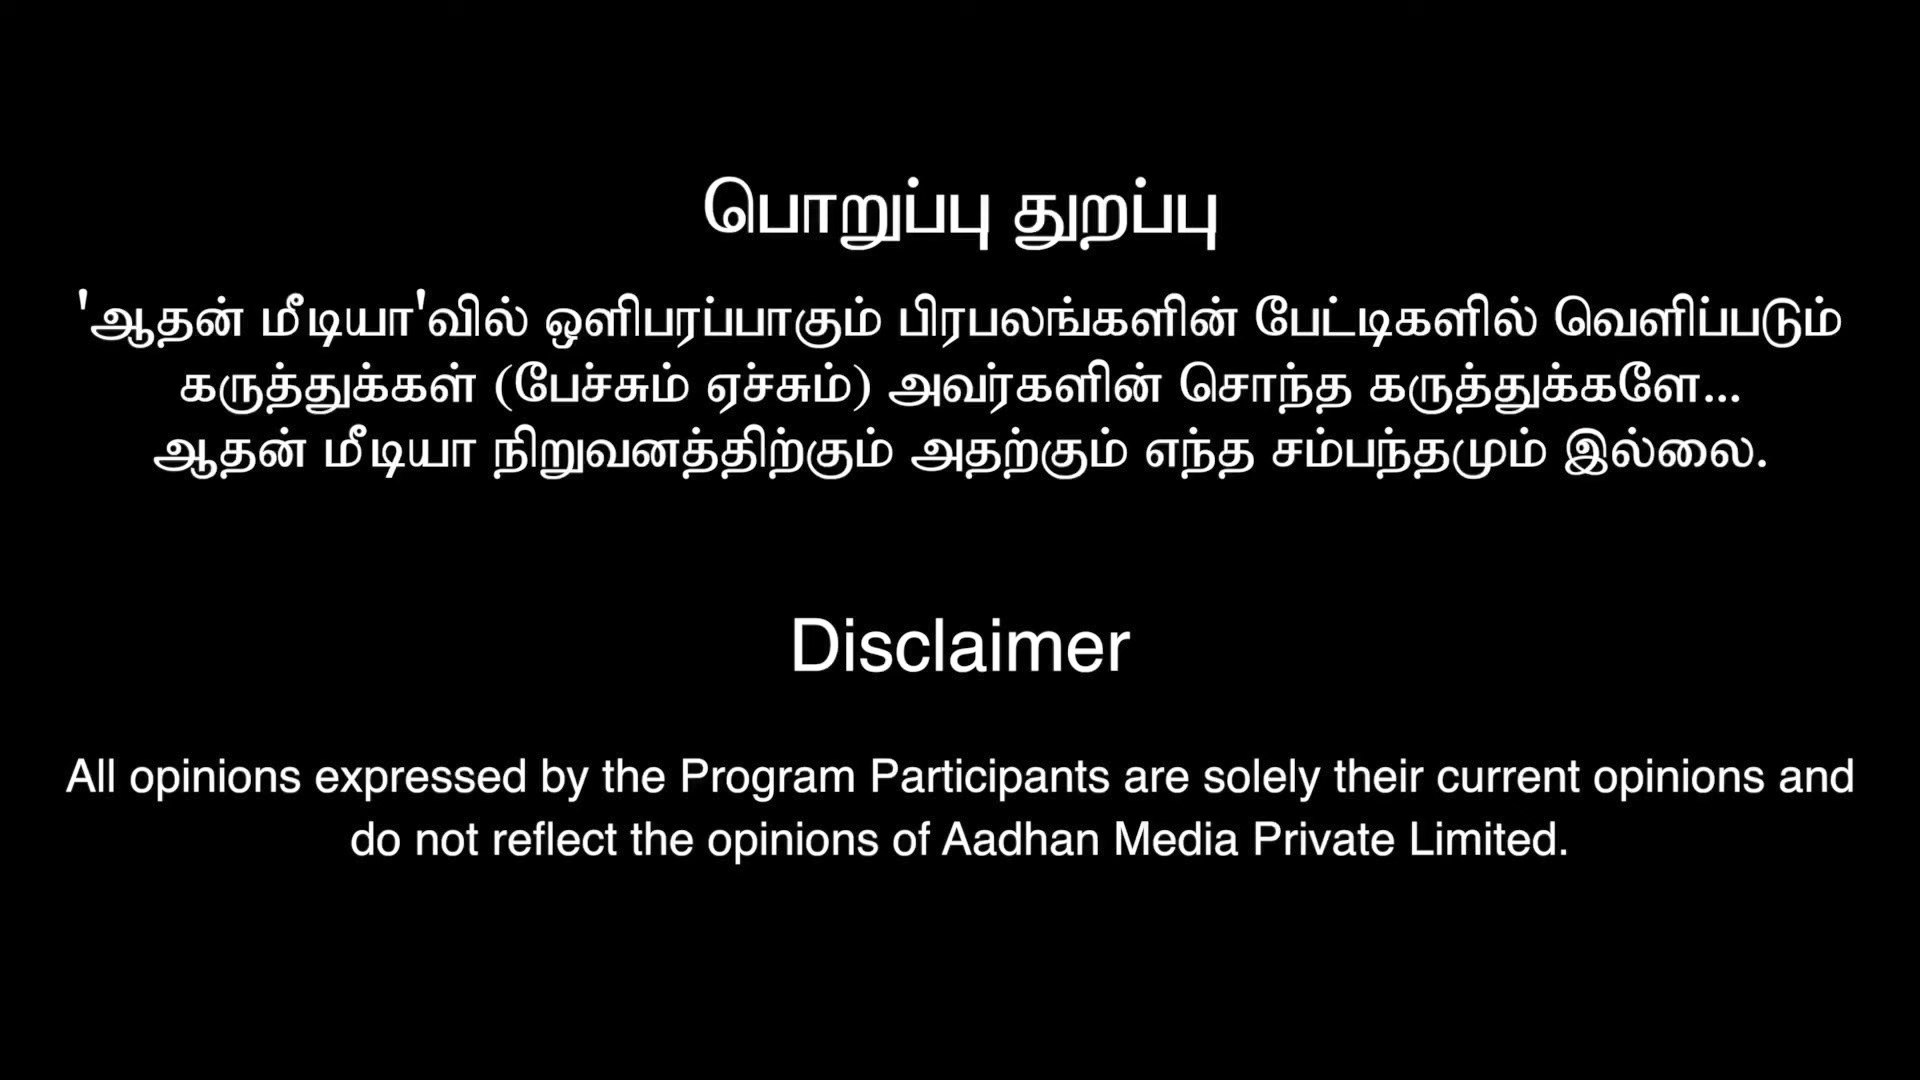 பொறுப்பு துறப்பு
'ஆதன் மீடியா'வில் ஒளிபரப்பாகும் பிரபலங்களின் பேட்டிகளில் வெளிப்படும்
கருத்துக்கள் (பேச்சும் ஏச்சும்) அவர்களின் சொந்த கருத்துக்களே...
ஆதன் மீடியா நிறுவனத்திற்கும் அதற்கும் எந்த சம்பந்தமும் இல்லை.
Disclaimer
All opinions expressed by the Program Participants are solely their current opinions and
do not reflect the opinions of Aadhan Media Private Limited.